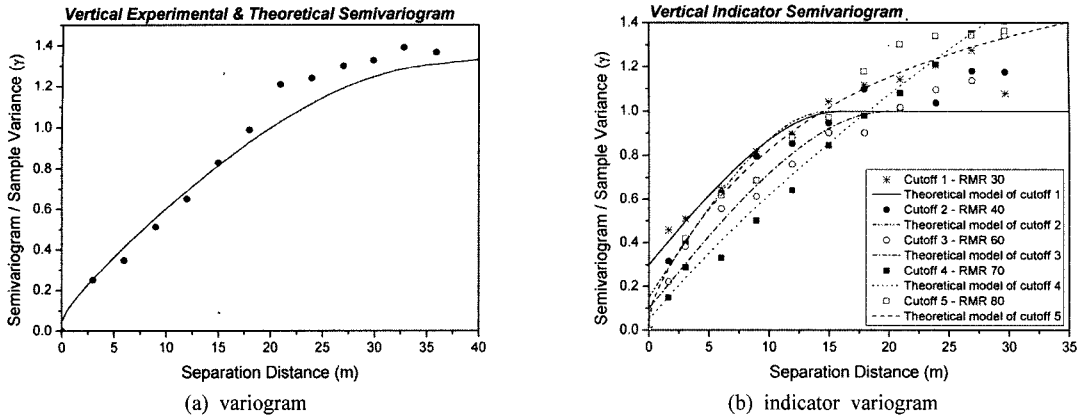 Vertical Experimental & Theoretical Semivariogram
Semivariogram / Sample Variance (γ)
1.4
1.2
1.0
0.8
0.6
0.4
0.2
0.0
0 5 10 15 20 25 30 35 40
Separation Distance (m)
(a) variogram
Vertical Indicator Semivariogram
Semivariogram / Sample Variance (γ)
1.4
1.2
1.0
0.8
0.6
0.4
0.2
0.0
Cutoff 1 - RMR 30
Theoretical model of cutoff 1
Cutoff 2 - RMR 40
Theoretical model of cutoff 2
Cutoff 3 - RMR 60
Theoretical model of cutoff 3
Cutoff 4 - RMR 70
Theoretical model of cutoff 4
Cutoff 5 - RMR 80
Theoretical model of cutoff 5
0 5 10 15 20 25 30 35
Separation Distance (m)
(b) indicator variogram